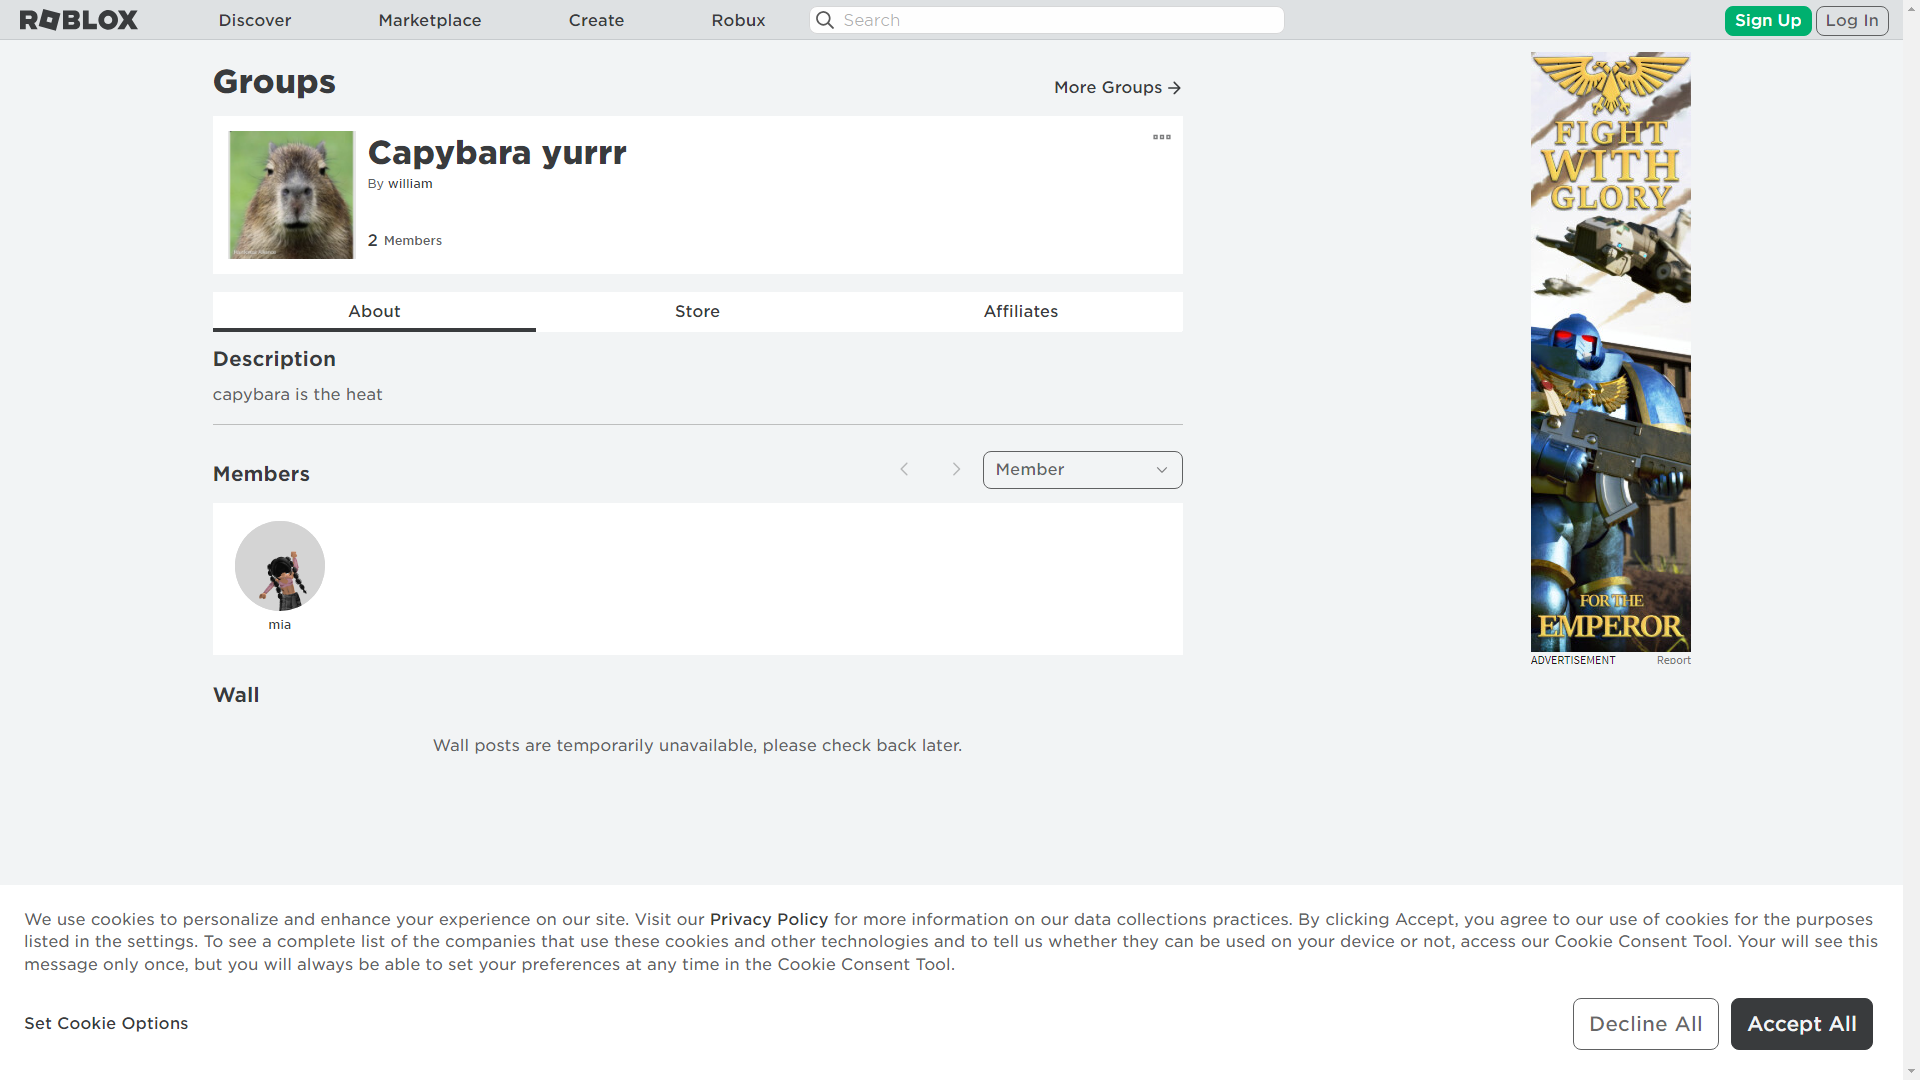 ROBLOX
Discover
Marketplace
Create
Robux
Search
Sign Up
Log In
Groups
More Groups
Capybara yurrr
By william
2 Members
About
Store
Affiliates
Description
capybara is the heat
Members
Member
mia
Wall
Wall posts are temporarily unavailable, please check back later.
FIGHT
WITH
GLORY
FOR THE
EMPEROR
ADVERTISEMENT
Report
We use cookies to personalize and enhance your experience on our site. Visit our Privacy Policy for more information on our data collections practices. By clicking Accept, you agree to our use of cookies for the purposes
listed in the settings. To see a complete list of the companies that use these cookies and other technologies and to tell us whether they can be used on your device or not, access our Cookie Consent Tool. Your will see this
message only once, but you will always be able to set your preferences at any time in the Cookie Consent Tool.
Set Cookie Options
Decline All
Accept All